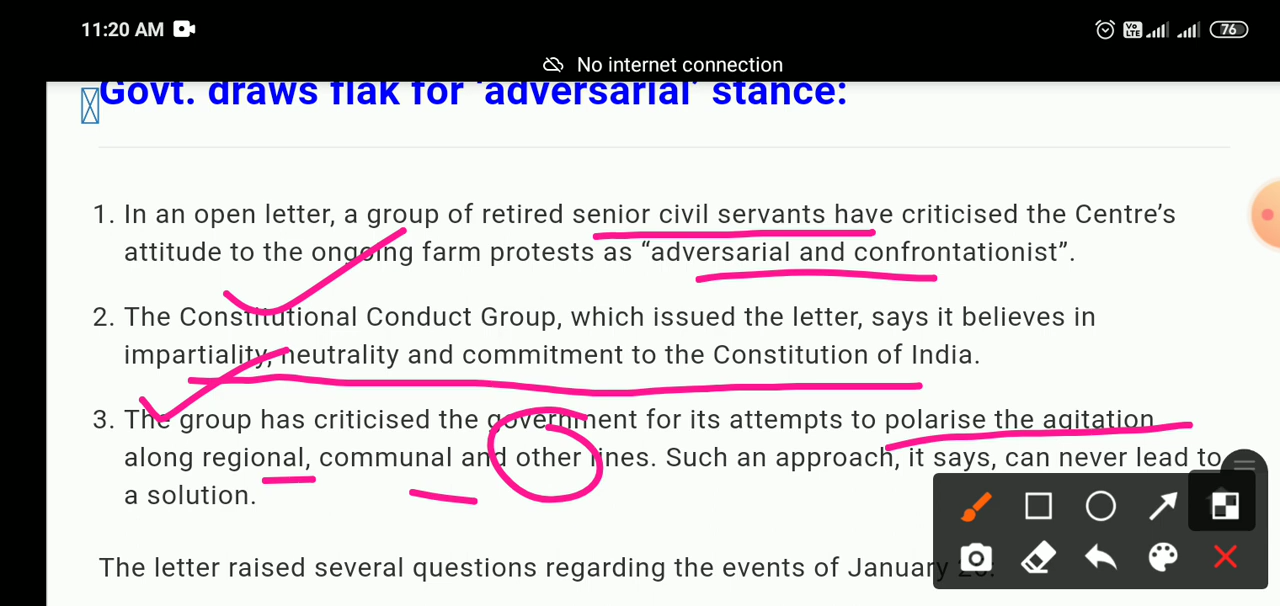 11:20 AM
Vo LTE
76
No internet connection
Govt. draws flak for ‘adversarial’ stance:
1. In an open letter, a group of retired senior civil servants have criticised the Centre’s
attitude to the ongoing farm protests as “adversarial and confrontationist”.
2. The Constitutional Conduct Group, which issued the letter, says it believes in
impartiality, neutrality and commitment to the Constitution of India.
3. The group has criticised the government for its attempts to polarise the agitation
along regional, communal and other lines. Such an approach, it says, can never lead to
a solution.
The letter raised several questions regarding the events of January